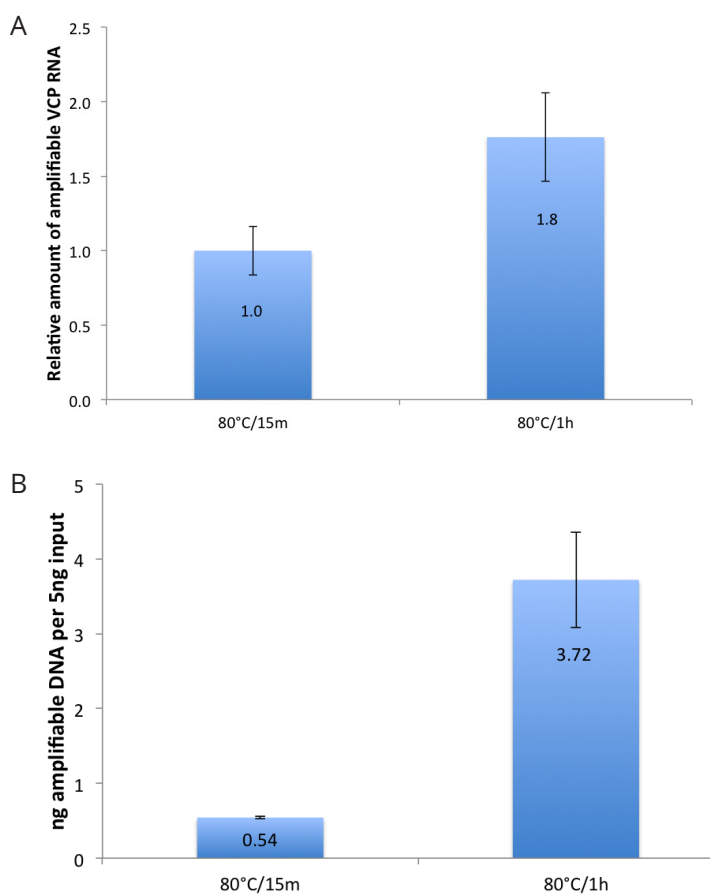 A
Relative amount of amplifiable VCP RNA
2.5
2.0
1.5
1.0
0.5
0.0
1.0
1.8
80°C/15m
80°C/1h
B
ng amplifiable DNA per 5ng input
5
4
3
2
1
0
0.54
3.72
80°C/15m
80°C/1h